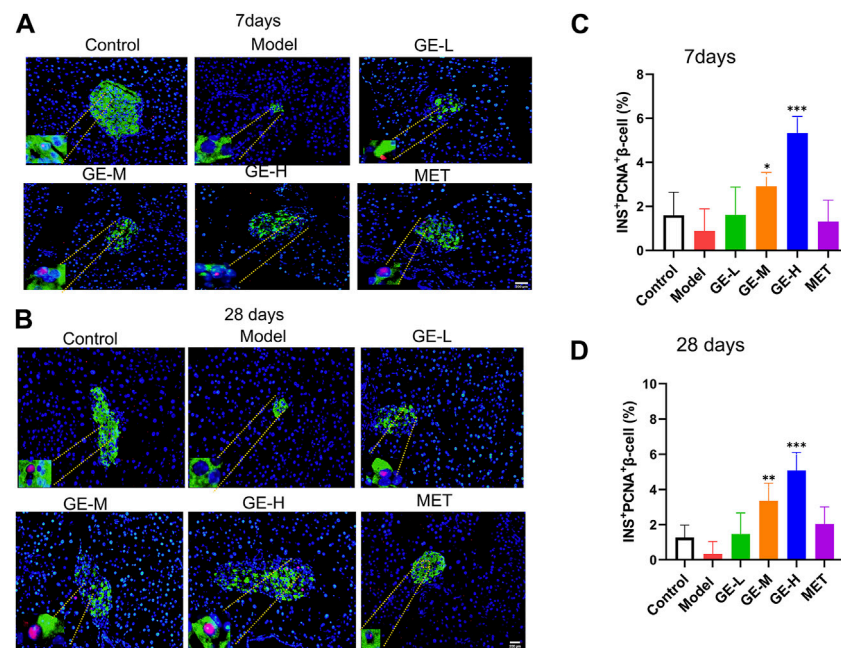 A
7days
Control
Model
GE-L
GE-M
GE-H
MET
B
28 days
Control
Model
GE-L
GE-M
GE-H
MET
C
7days
INS+PCNA+β-cell (%)
8
6
4
2
0
*
***
Control
Model
GE-L
GE-M
GE-H
MET
D
28 days
INS+PCNA+β-cell (%)
10
8
6
4
2
0
**
***
Control
Model
GE-L
GE-M
GE-H
MET